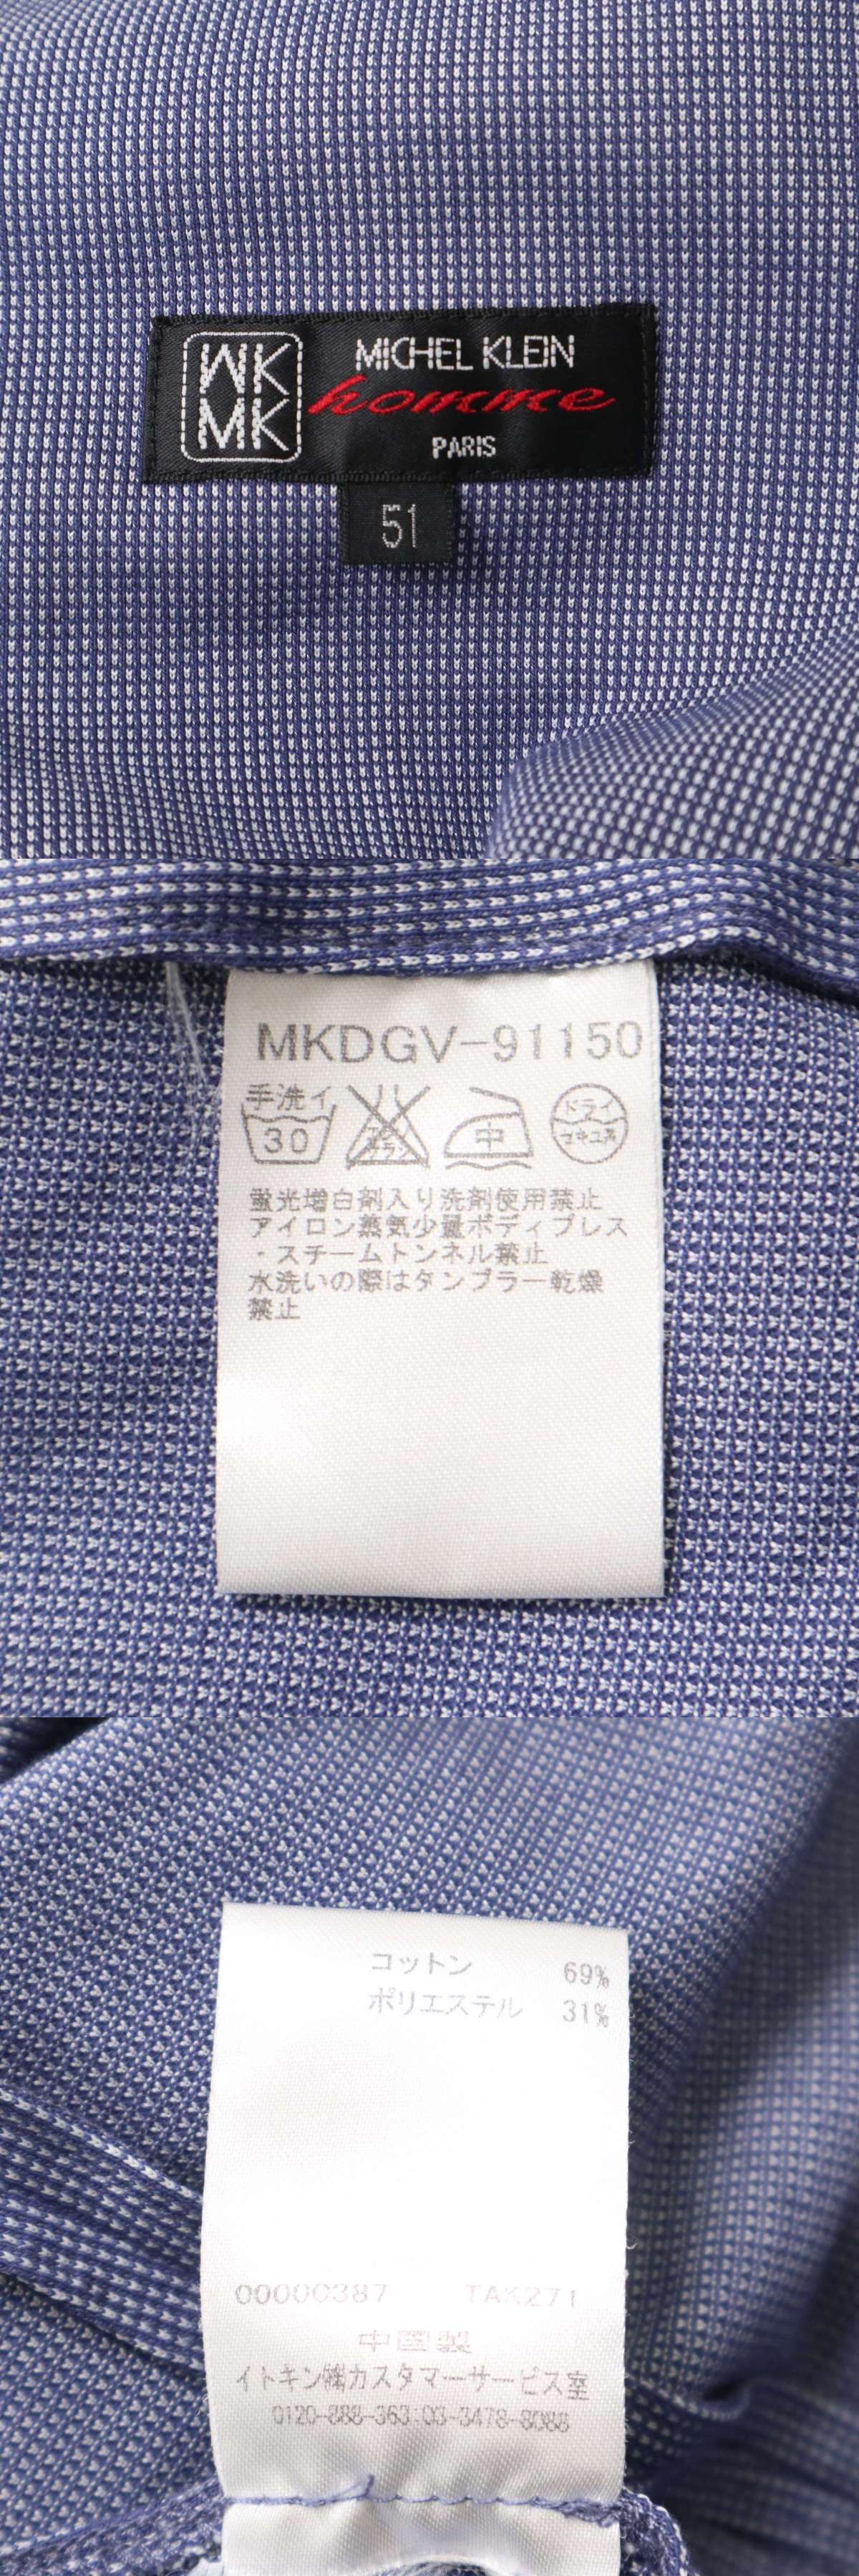 MK
MK
MICHEL KLEIN
homme
PARIS
51
MKDGV-91150
手洗イ
30
中
ドライ
セキユ系
蛍光増白剤入り洗剤使用禁止
アイロン蒸気少量ボディプレス
・スチームトンネル禁止
水洗いの際はタンブラー乾燥
禁止
コットン 69%
ポリエステル 31%
00000387 TAK271
中国製
イトキン㈱カスタマーサービス室
0120-888-363:03-3478-8088